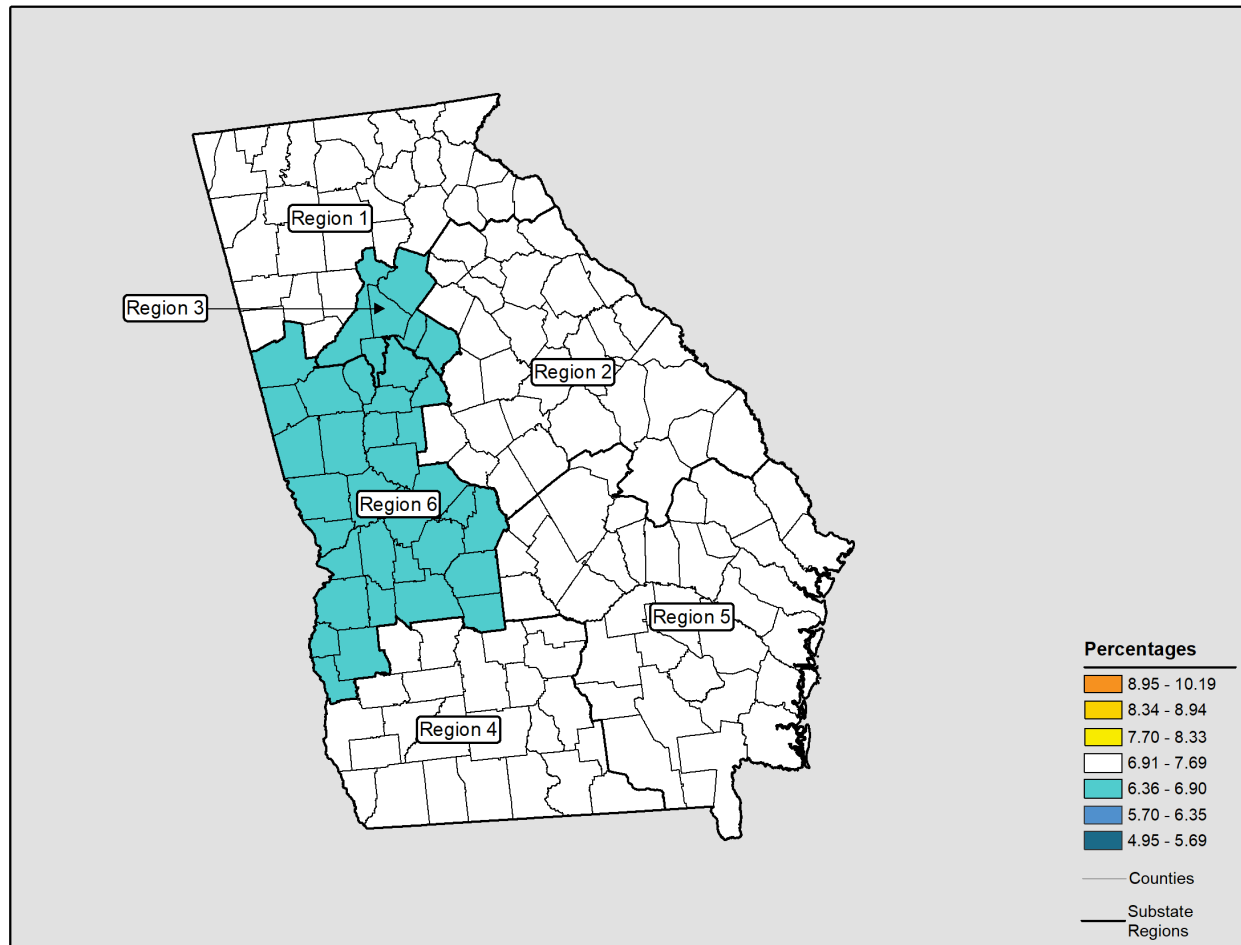 Region 1
Region 3
Region 2
Region 6
Region 5
Region 4
Percentages
8.95 - 10.19
8.34 - 8.94
7.70 - 8.33
6.91 - 7.69
6.36 - 6.90
5.70 - 6.35
4.95 - 5.69
Counties
Substate
Regions